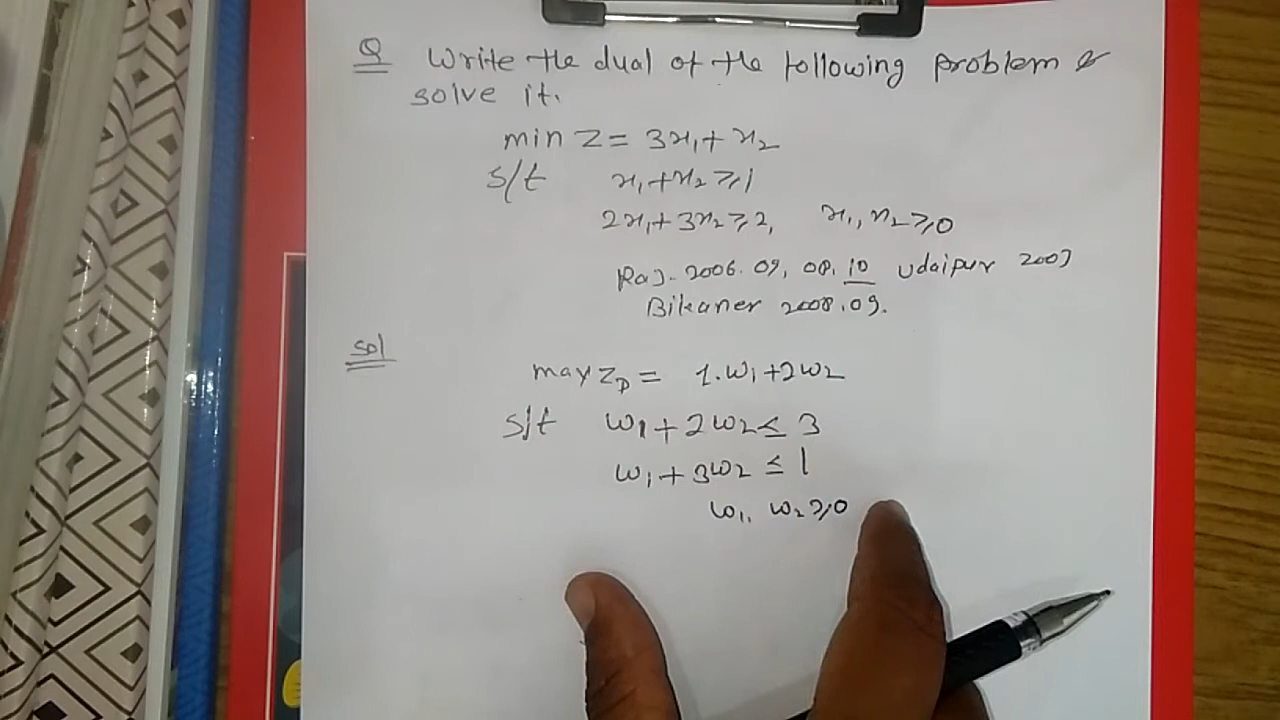 Q Write the dual of the following problem &
solve it.
min Z = 3x₁ + x₂
s/t x₁ + x₂ ≥ 1
2x₁ + 3x₂ ≥ 2, x₁, x₂ ≥ 0
Raj. 2006. 09, 08, 10 Udaipur 2009
Bikaner 2008, 09.
Sol
max Z_D = 1.w₁ + 2w₂
s/t w₁ + 2w₂ ≤ 3
w₁ + 3w₂ ≤ 1
w₁, w₂ ≥ 0